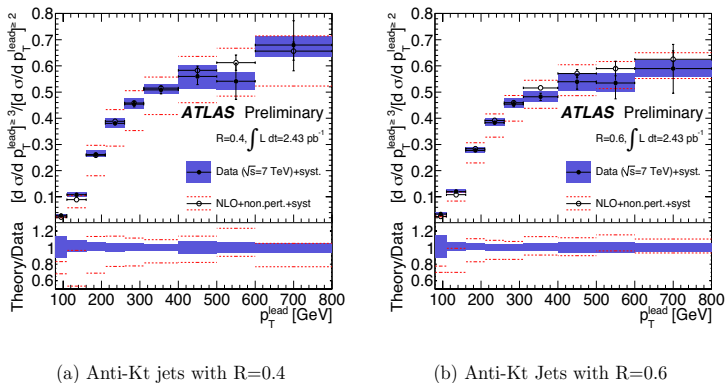 [d σ/d p_T^lead]≥ 3/[d σ/d p_T^lead]≥ 2
0.8
0.7
0.6
0.5
0.4
0.3
0.2
0.1
ATLAS Preliminary
R=0.4, ∫ L dt=2.43 pb⁻¹
Data (√s=7 TeV)+syst.
NLO+non.pert.+syst
Theory/Data
1.2
1
0.8
0.6
100 200 300 400 500 600 700 800
p_T^lead [GeV]
(a) Anti-Kt jets with R=0.4
[d σ/d p_T^lead]≥ 3/[d σ/d p_T^lead]≥ 2
0.8
0.7
0.6
0.5
0.4
0.3
0.2
0.1
ATLAS Preliminary
R=0.6, ∫ L dt=2.43 pb⁻¹
Data (√s=7 TeV)+syst.
NLO+non.pert.+syst
Theory/Data
1.2
1
0.8
0.6
100 200 300 400 500 600 700 800
p_T^lead [GeV]
(b) Anti-Kt Jets with R=0.6